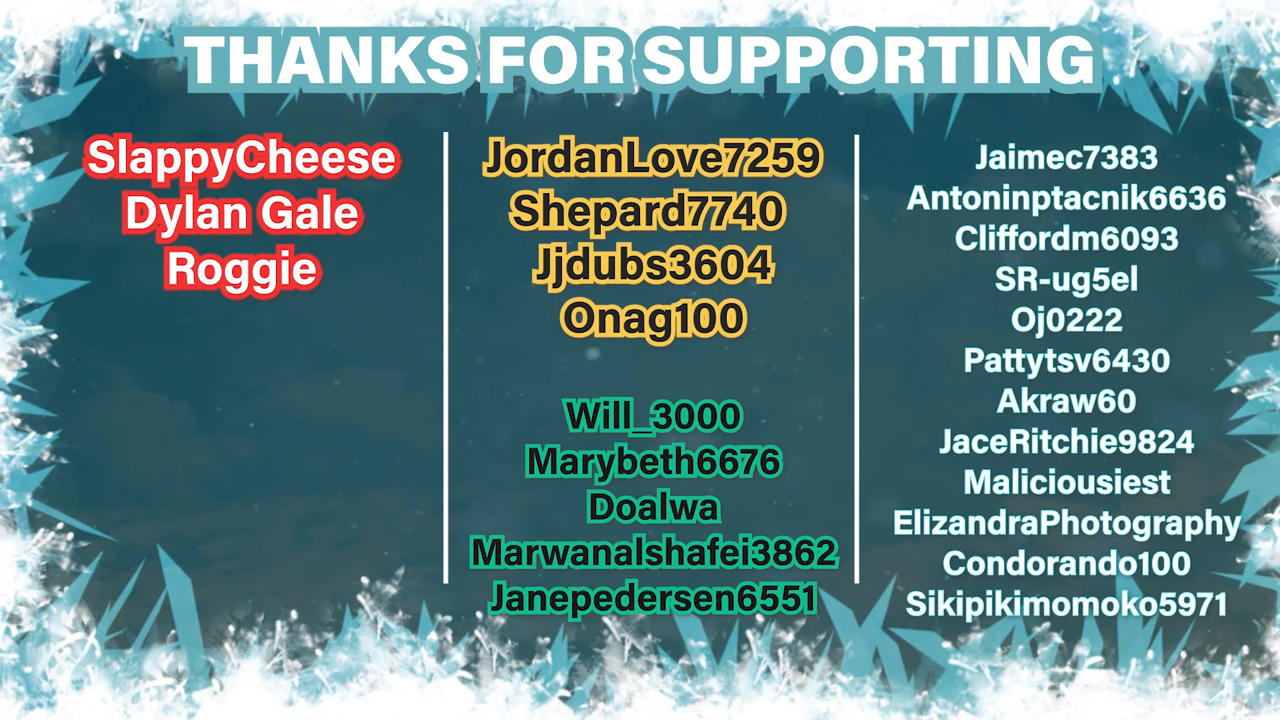 THANKS FOR SUPPORTING
SlappyCheese
Dylan Gale
Roggie
JordanLove7259
Shepard7740
Jjdubs3604
Onag100
Will_3000
Marybeth6676
Doalwa
Marwanalshafei3862
Janepedersen6551
Jaimec7383
Antoninptacnik6636
Cliffordm6093
SR-ug5el
Oj0222
Pattytsv6430
Akraw60
JaceRitchie9824
Maliciousiest
ElizandraPhotography
Condorando100
Sikipikimomoko5971